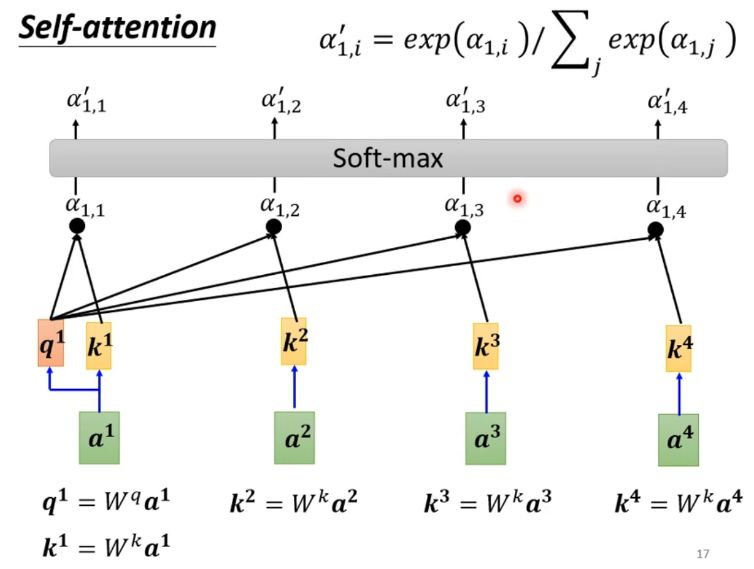 Self-attention
α′₁,ᵢ = exp(α₁,ᵢ)/∑ⱼ exp(α₁,ⱼ)
α′₁,₁ α′₁,₂ α′₁,₃ α′₁,₄
Soft-max
α₁,₁ α₁,₂ α₁,₃ α₁,₄
q¹ k¹ k² k³ k⁴
a¹ a² a³ a⁴
q¹ = Wqa¹ k² = Wᵏa² k³ = Wᵏa³ k⁴ = Wᵏa⁴
k¹ = Wᵏa¹
17